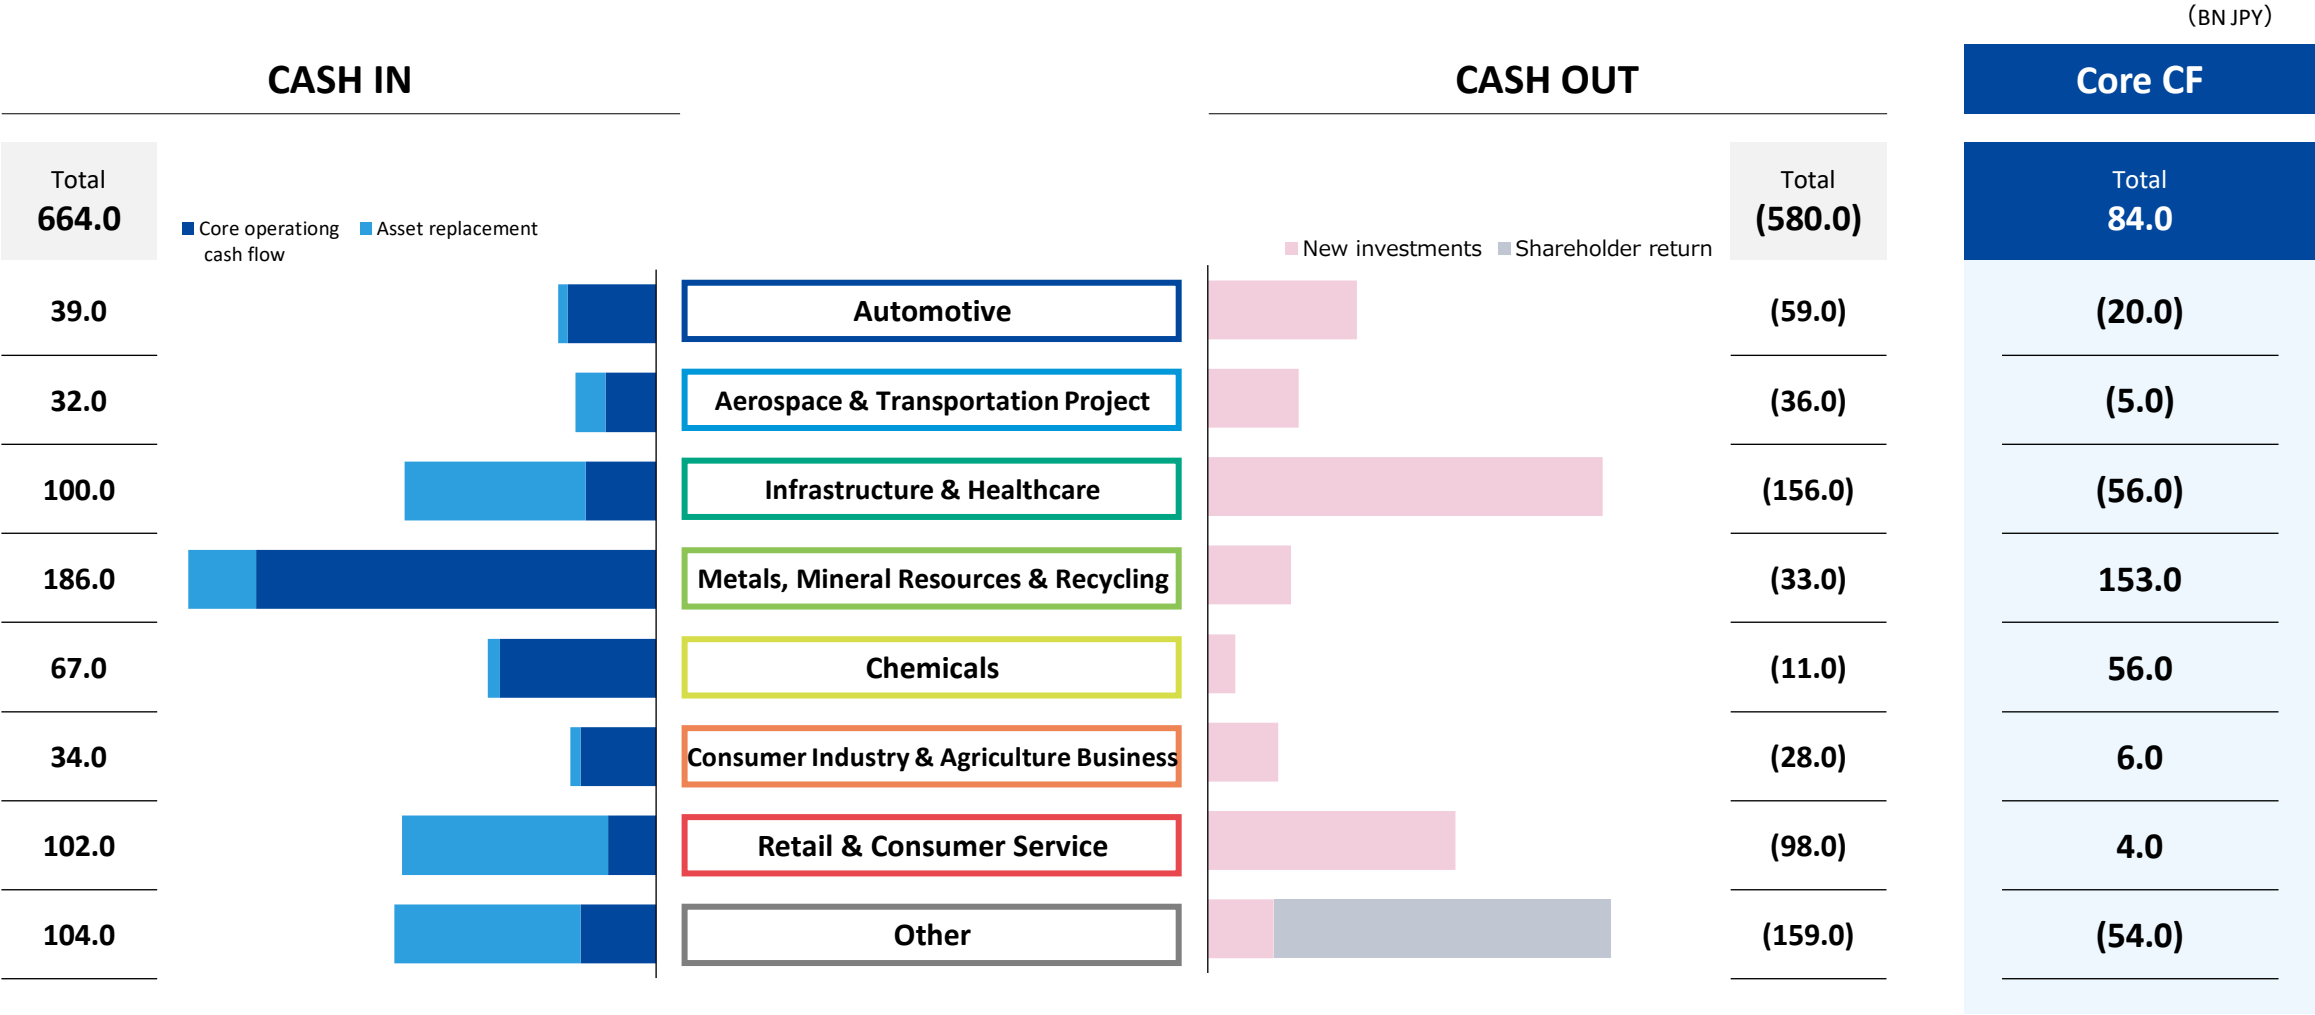 （BN JPY）
CASH IN
CASH OUT
Core CF
Total
664.0
Core operationg
cash flow
Asset replacement
New investments
Shareholder return
Total
(580.0)
Total
84.0
39.0
Automotive
(59.0)
(20.0)
32.0
Aerospace & Transportation Project
(36.0)
(5.0)
100.0
Infrastructure & Healthcare
(156.0)
(56.0)
186.0
Metals, Mineral Resources & Recycling
(33.0)
153.0
67.0
Chemicals
(11.0)
56.0
34.0
Consumer Industry & Agriculture Business
(28.0)
6.0
102.0
Retail & Consumer Service
(98.0)
4.0
104.0
Other
(159.0)
(54.0)